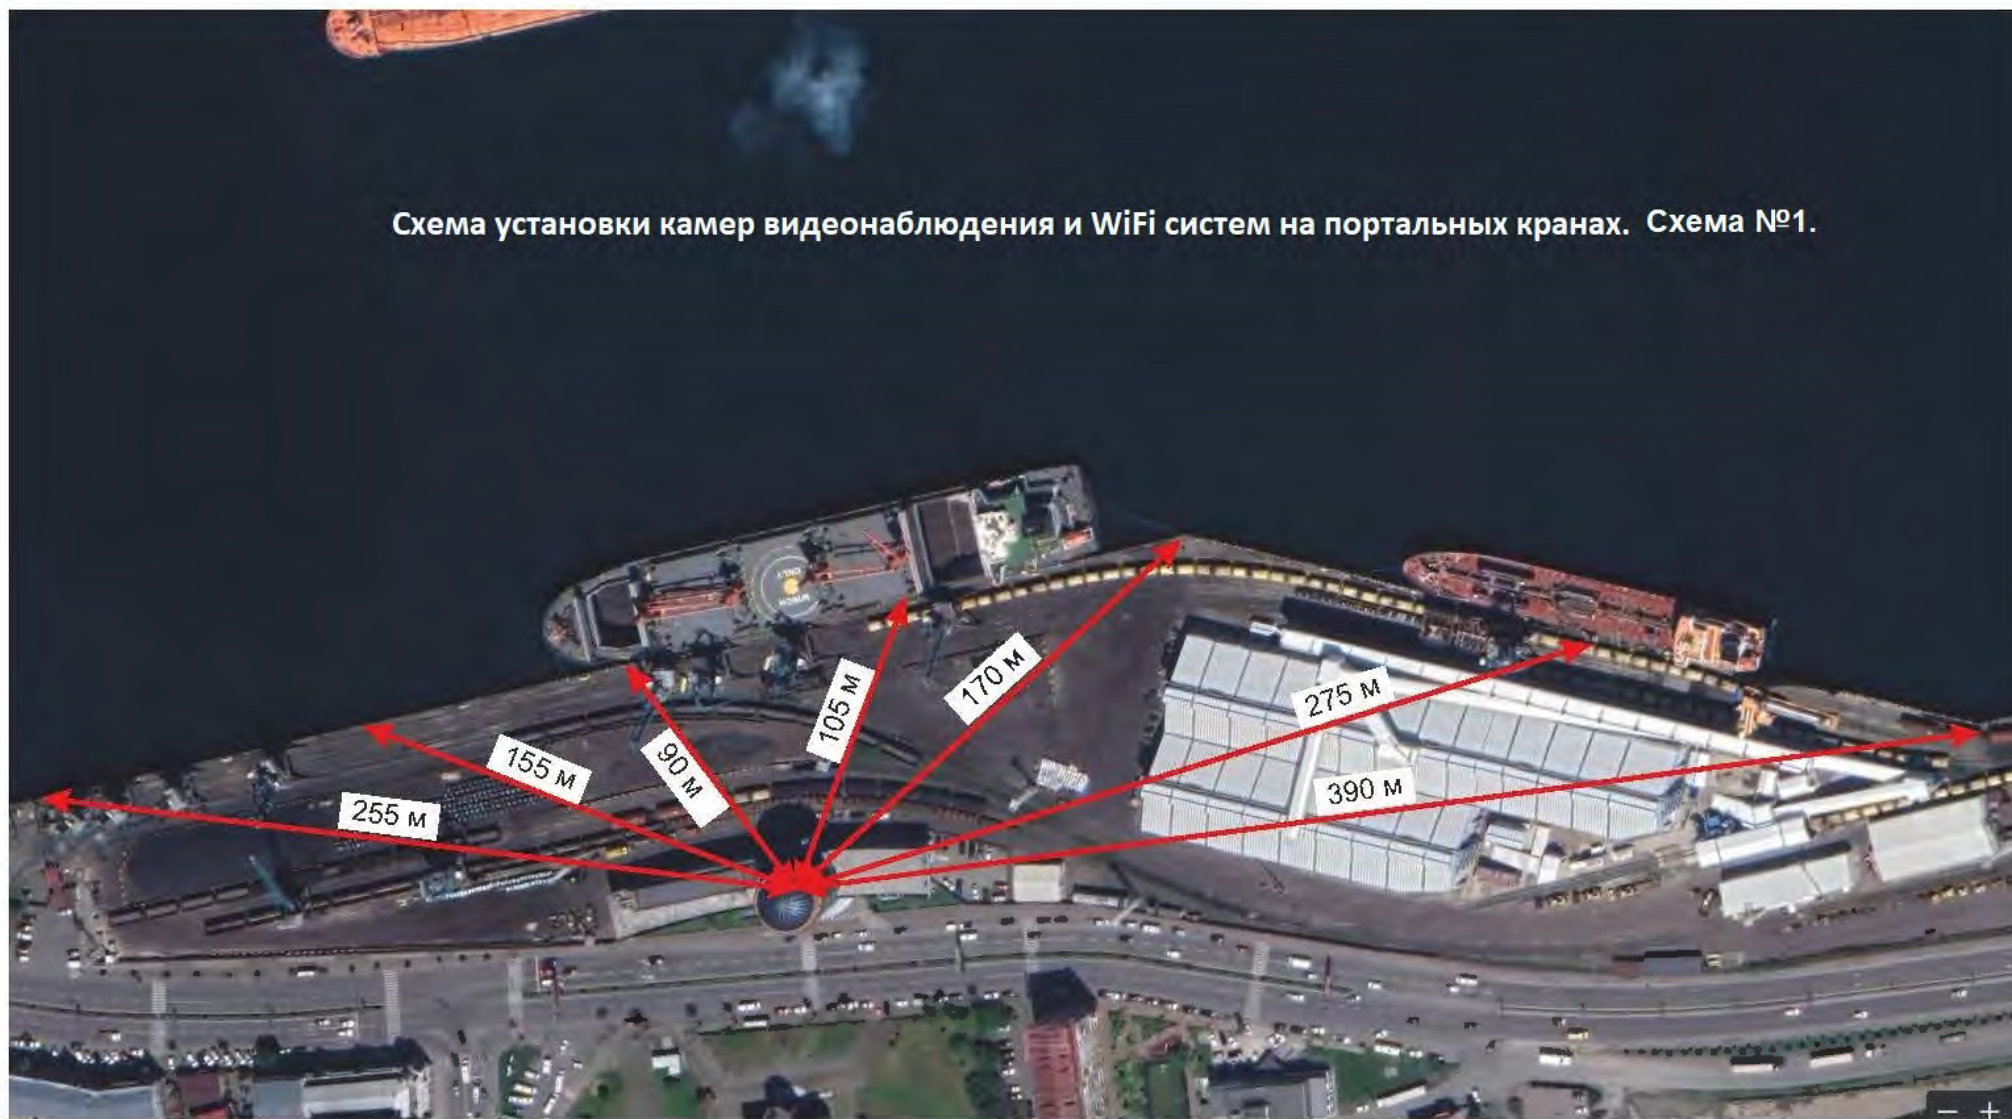 Схема установки камер видеонаблюдения и WiFi систем на портальных кранах. Схема №1.
170 м
105 м
275 м
90 м
155 м
390 м
255 м